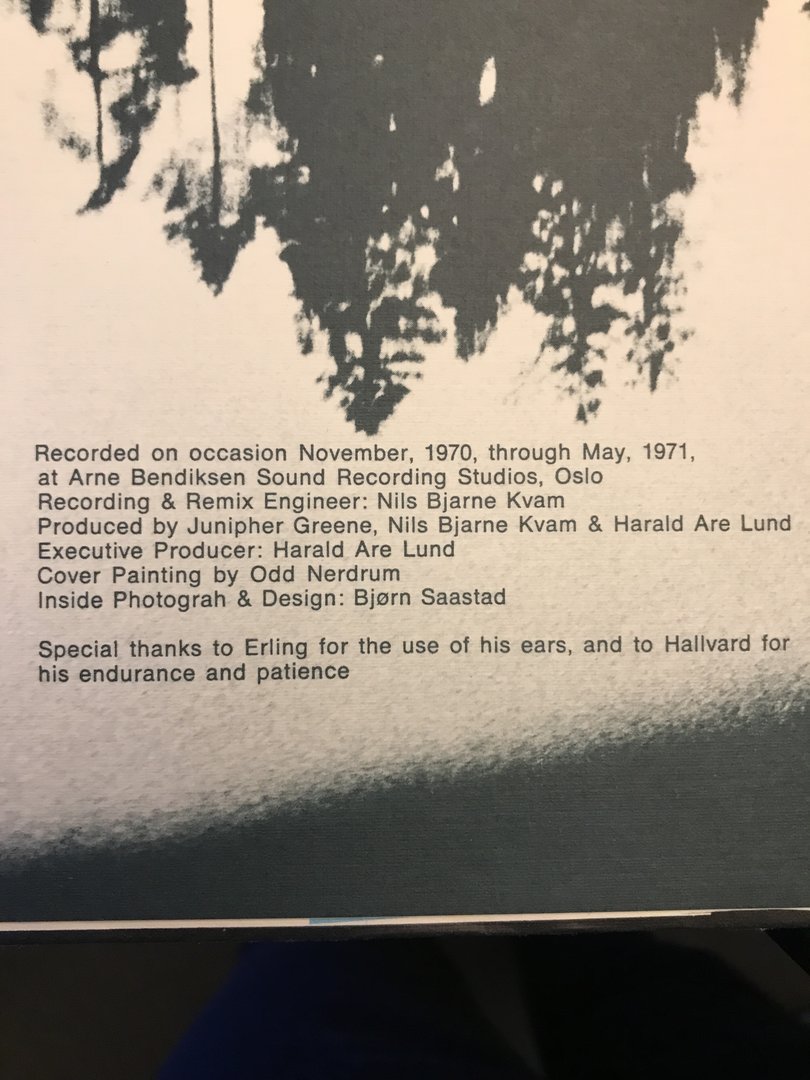 Recorded on occasion November, 1970, through May, 1971,
at Arne Bendiksen Sound Recording Studios, Oslo
Recording & Remix Engineer: Nils Bjarne Kvam
Produced by Junipher Greene, Nils Bjarne Kvam & Harald Are Lund
Executive Producer: Harald Are Lund
Cover Painting by Odd Nerdrum
Inside Photograh & Design: Bjørn Saastad
Special thanks to Erling for the use of his ears, and to Hallvard for
his endurance and patience